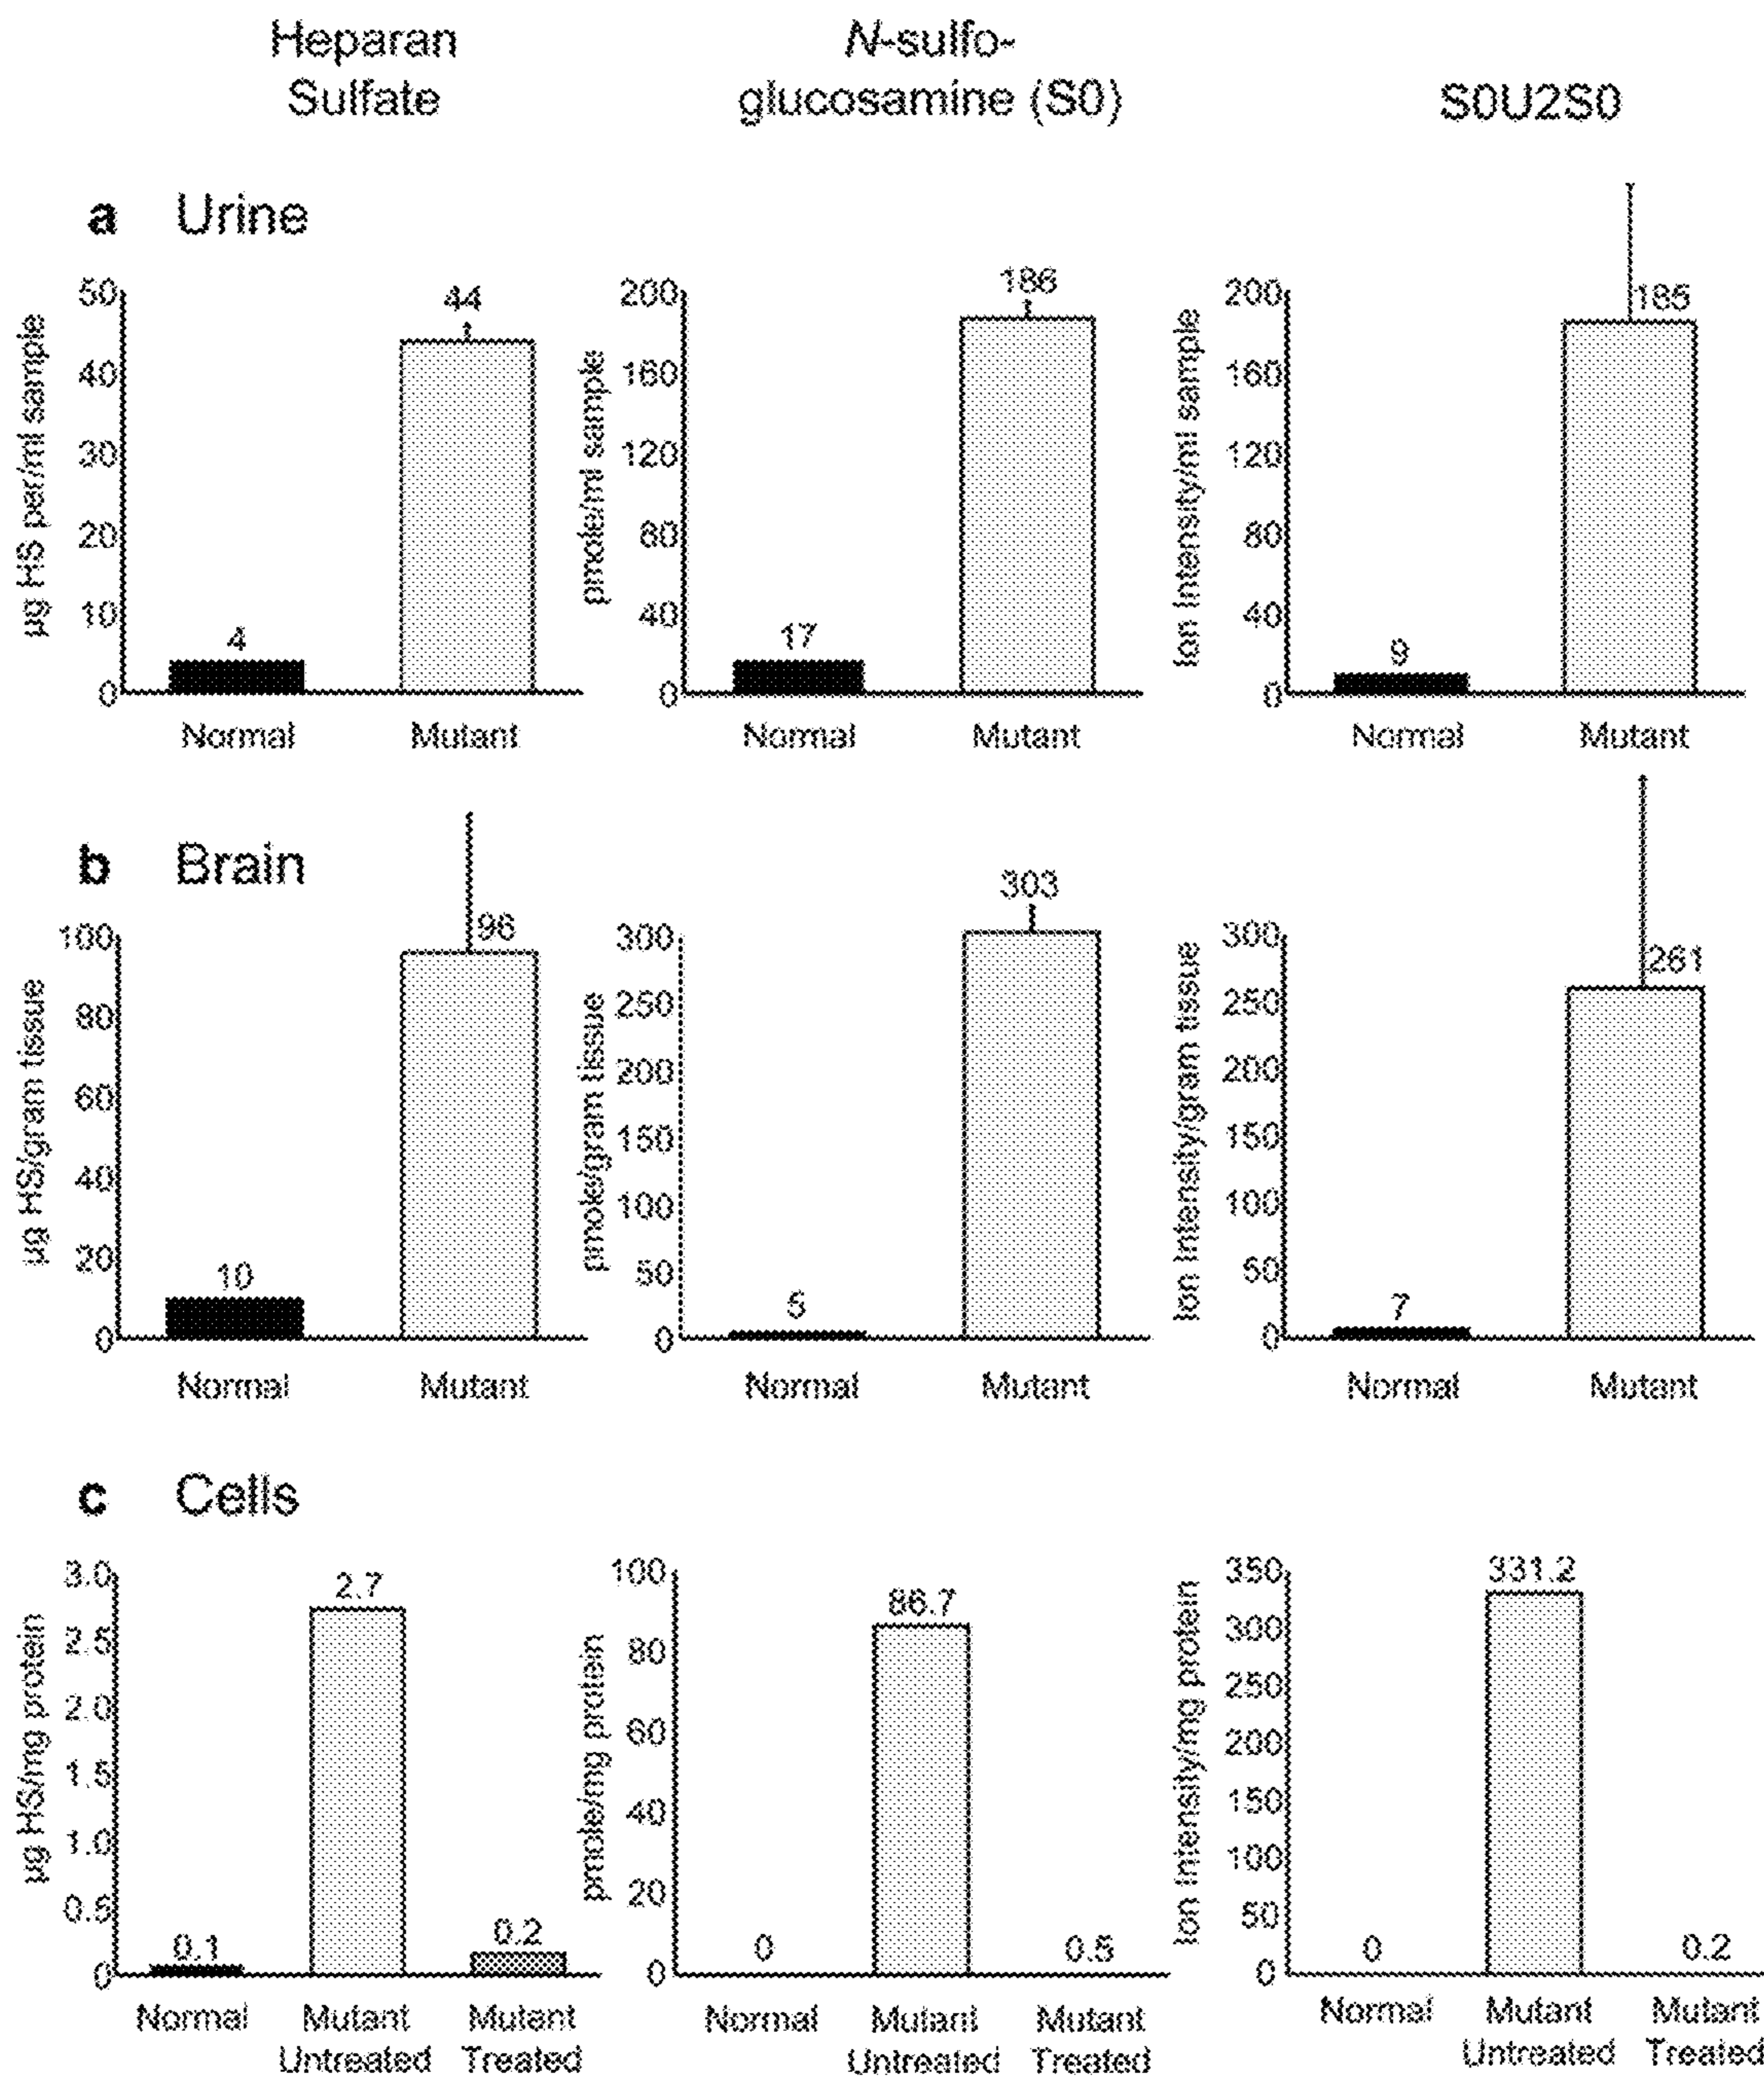 Heparan
Sulfate
N-sulfo-
glucosamine (S0)
S0U2S0
a Urine
µg HS per/ml sample
50
40
30
20
10
0
44
4
Normal Mutant
pmole/ml sample
200
160
120
80
40
0
186
17
Normal Mutant
Ion Intensity/ml sample
200
160
120
80
40
0
185
9
Normal Mutant
b Brain
µg HS/gram tissue
100
80
60
40
20
0
96
10
Normal Mutant
pmole/gram tissue
300
250
200
150
100
50
0
303
5
Normal Mutant
Ion Intensity/gram tissue
300
250
200
150
100
50
0
261
7
Normal Mutant
c Cells
µg HS/mg protein
3.0
2.5
2.0
1.5
1.0
0.5
0
0.1
2.7
0.2
Normal Mutant Mutant
Untreated Treated
pmole/mg protein
100
80
60
40
20
0
0
86.7
0.5
Normal Mutant Mutant
Untreated Treated
Ion Intensity/mg protein
350
300
250
200
150
100
50
0
0
331.2
0.2
Normal Mutant Mutant
Untreated Treated